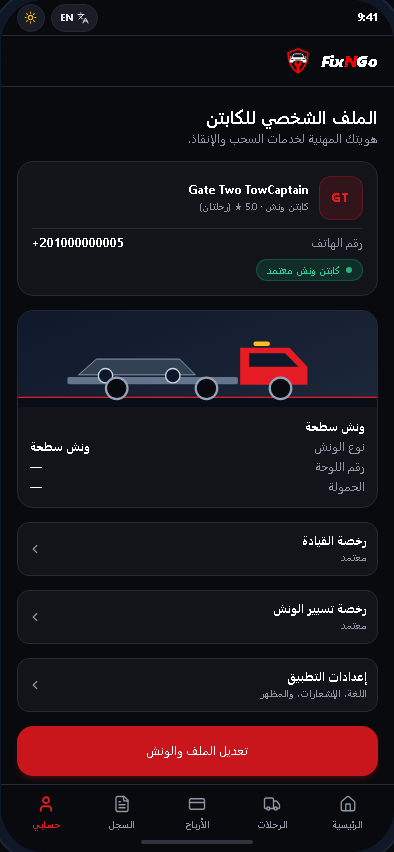 9:41
EN
FixNGo
الملف الشخصي للكابتن
هويتك المهنية لخدمات السحب والإنقاذ.
GT
Gate Two TowCaptain
كابتن ونش · 5.0 ★ (رحلتان)
رقم الهاتف
+201000000005
كابتن ونش معتمد
ونش سطحة
نوع الونش ونش سطحة
رقم اللوحة —
الحمولة —
رخصة القيادة
معتمد
رخصة تسيير الونش
معتمد
إعدادات التطبيق
اللغة، الإشعارات، والمظهر
تعديل الملف والونش
الرئيسية
الرحلات
الأرباح
السجل
حسابي